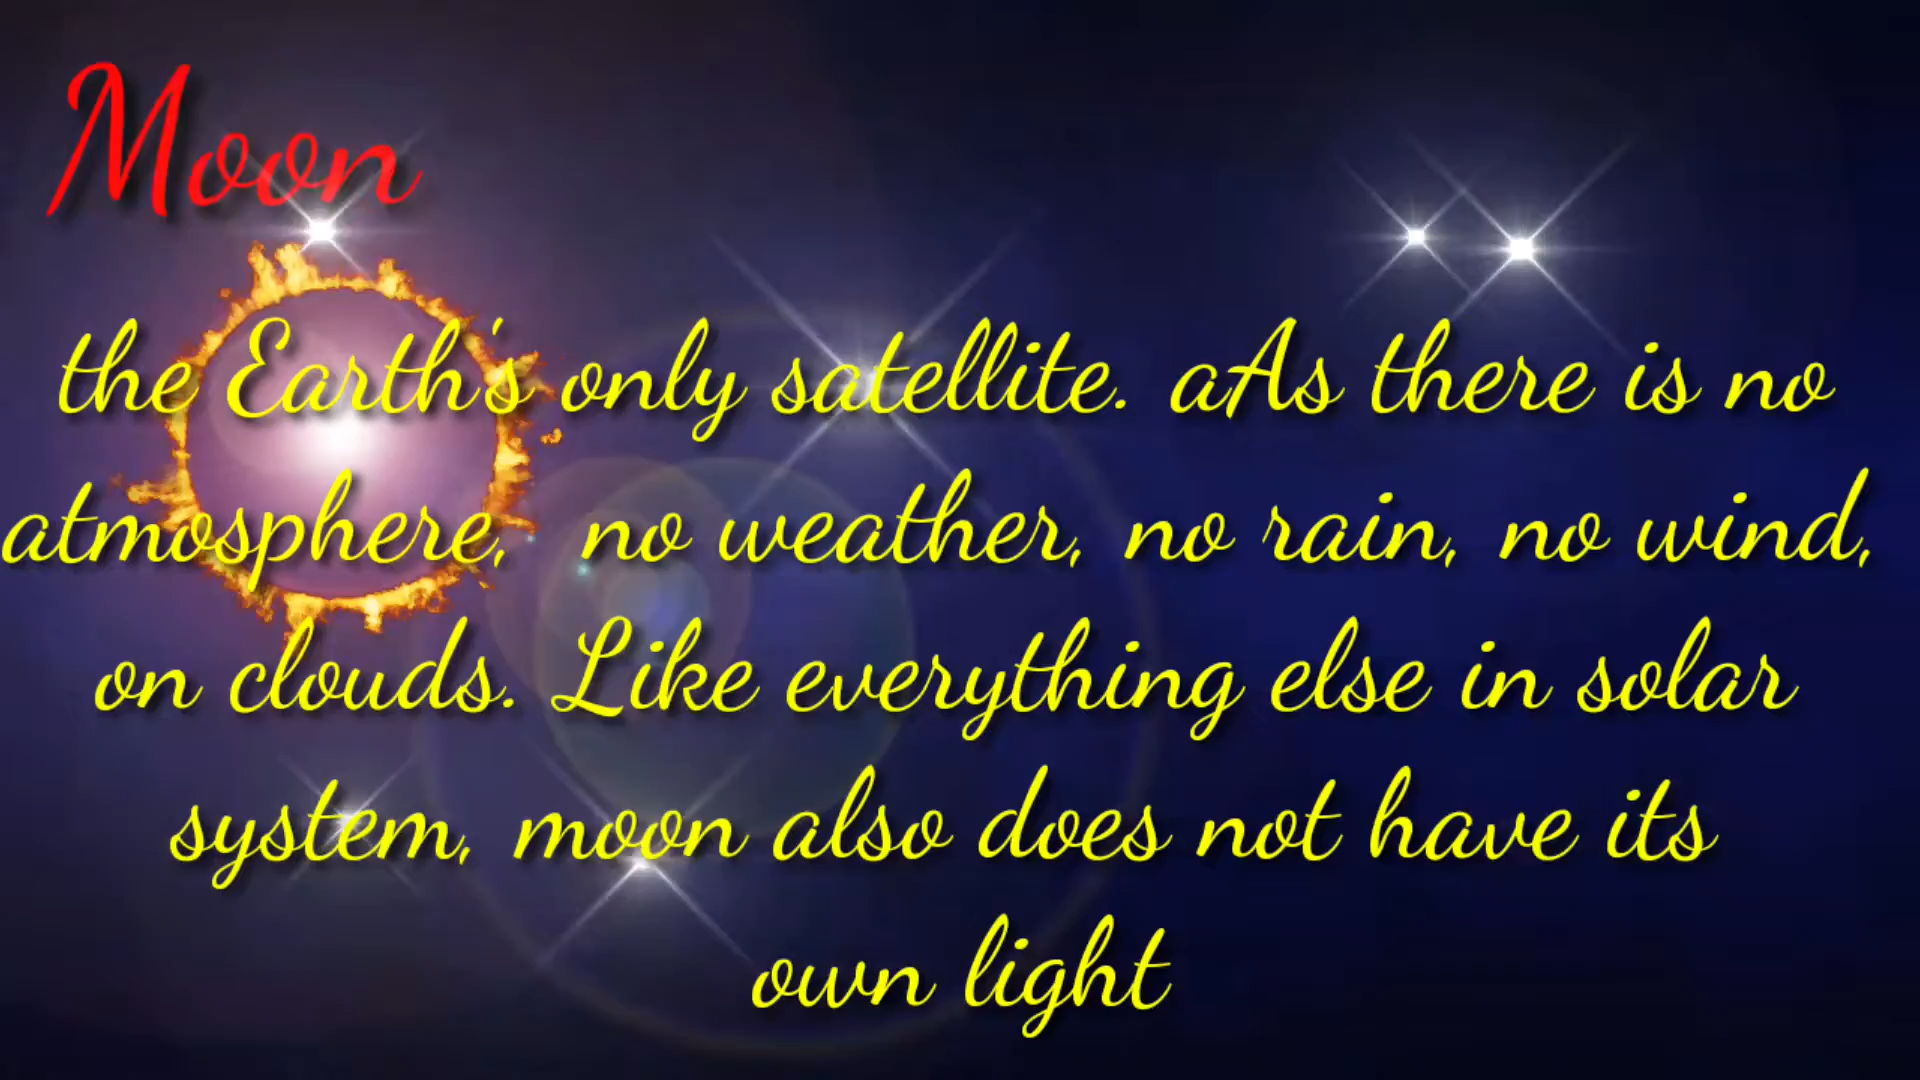 Moon
the Earth's only satellite. aAs there is no
atmosphere,  no weather, no rain, no wind,
on clouds. Like everything else in solar
system, moon also does not have its
own light